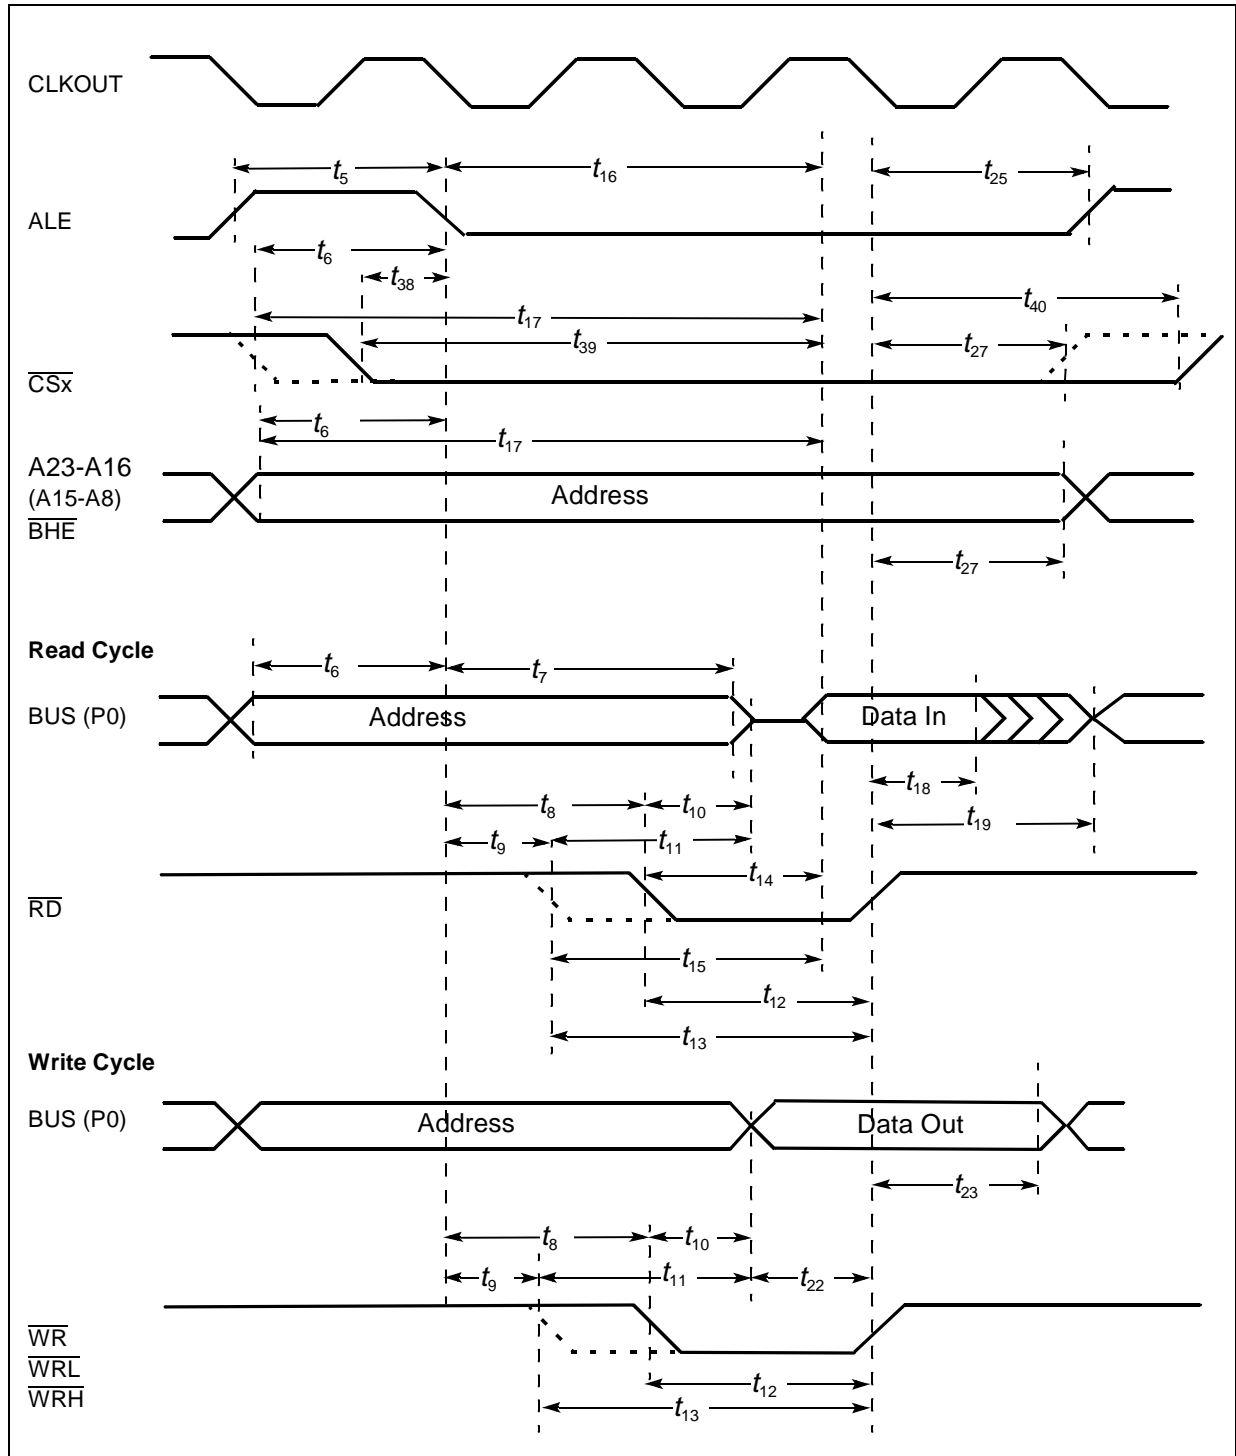 CLKOUT
t5
t16
t25
ALE
t6
t38
t40
t17
t39
t27
CSx
t6
t17
A23-A16
(A15-A8)
Address
BHE
t27
Read Cycle
t6
t7
BUS (P0)
Address
Data In
t18
t8
t10
t19
t9
t11
t14
RD
t15
t12
t13
Write Cycle
BUS (P0)
Address
Data Out
t23
t8
t10
t9
t11
t22
WR
WRL
t12
WRH
t13